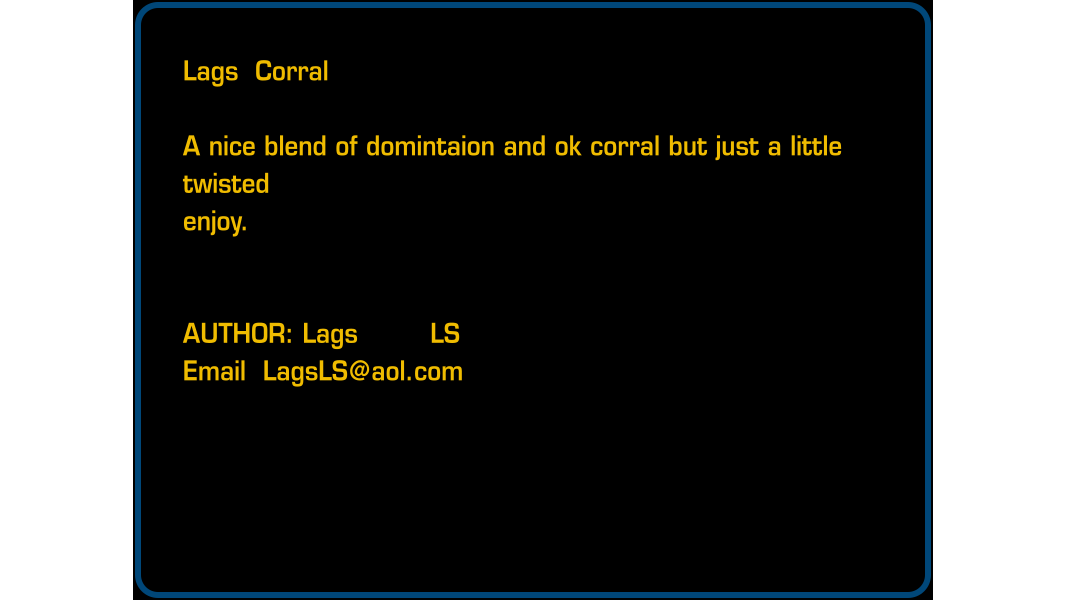 Lags  Corral
A nice blend of domintaion and ok corral but just a little
twisted
enjoy.
AUTHOR: Lags      LS
Email  LagsLS@aol.com